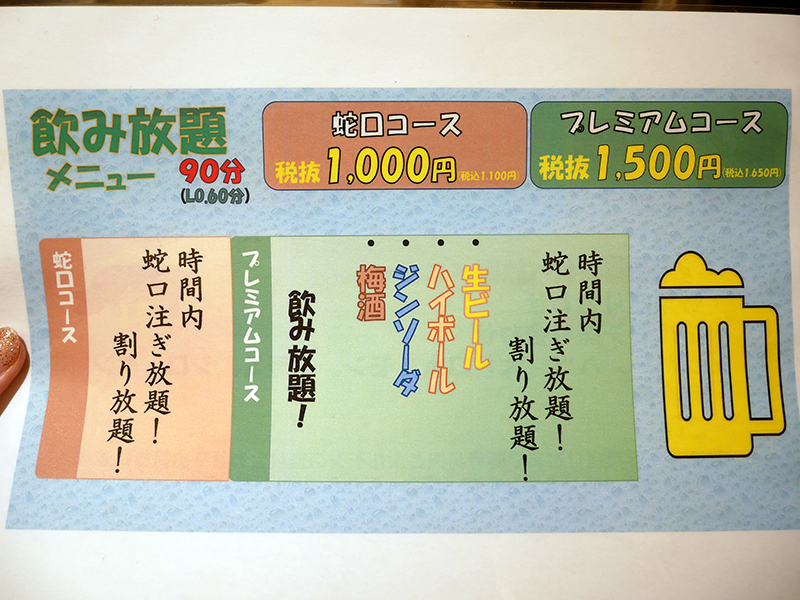 飲み放題
メニュー 90分
(LO.60分)
蛇口コース
税抜1,000円(税込1.100円)
プレミアムコース
税抜1,500円(税込1.650円)
蛇口コース
時間内
蛇口注ぎ放題!
割り放題!
プレミアムコース
時間内
蛇口注ぎ放題!
割り放題!
・生ビール
・ハイボール
・ジンソーダ
・梅酒
飲み放題!